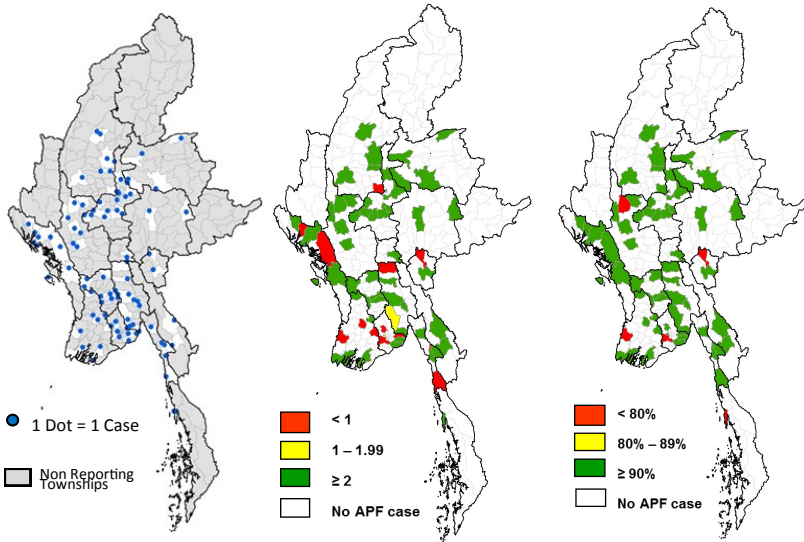 1 Dot = 1 Case
Non Reporting
Townships
< 1
1 – 1.99
≥ 2
No APF case
< 80%
80% – 89%
≥ 90%
No APF case